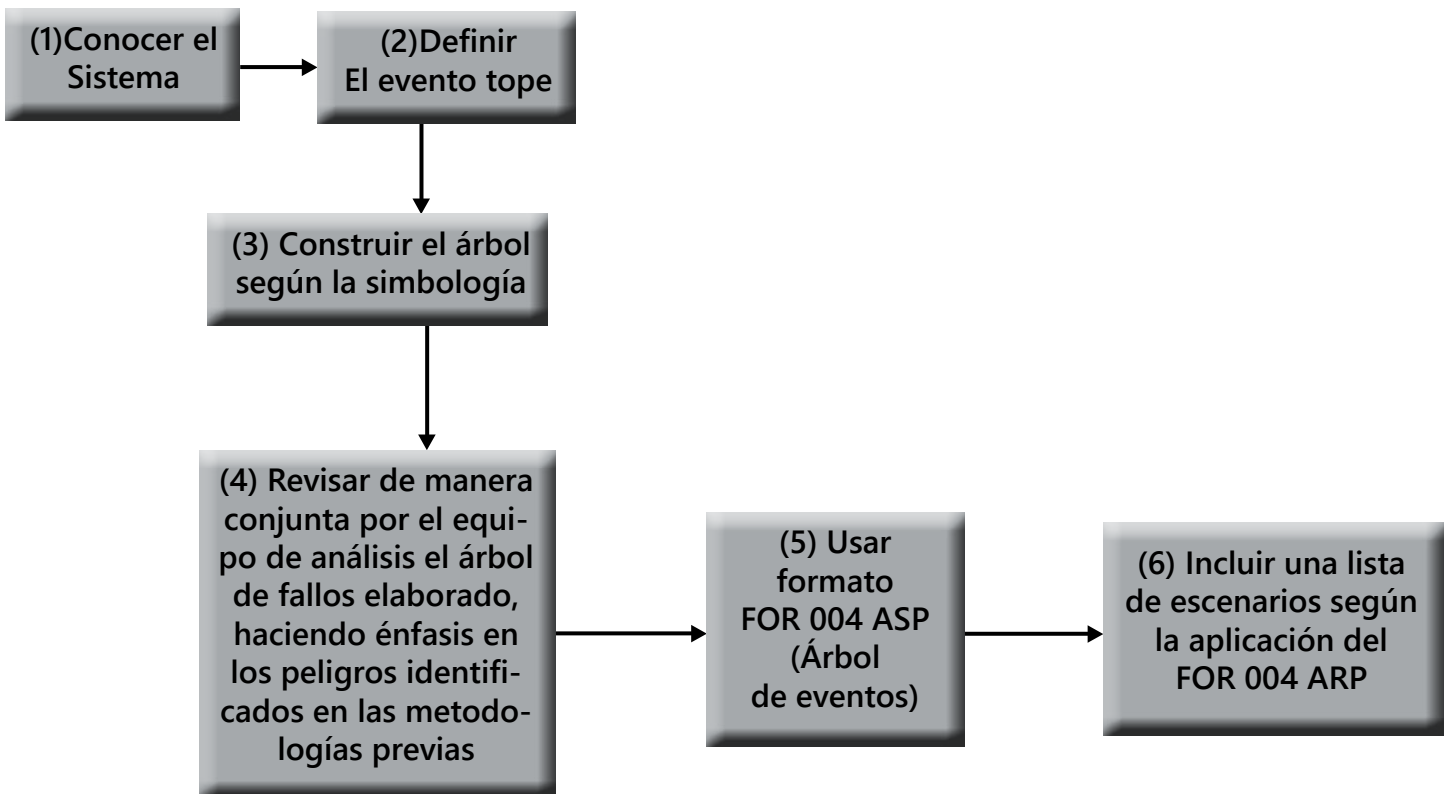 (1)Conocer el
Sistema
(2)Definir
El evento tope
(3) Construir el árbol
según la simbología
(4) Revisar de manera
conjunta por el equi-
po de análisis el árbol
de fallos elaborado,
haciendo énfasis en
los peligros identifi-
cados en las metodo-
logías previas
(5) Usar
formato
FOR 004 ASP
(Árbol
de eventos)
(6) Incluir una lista
de escenarios según
la aplicación del
FOR 004 ARP